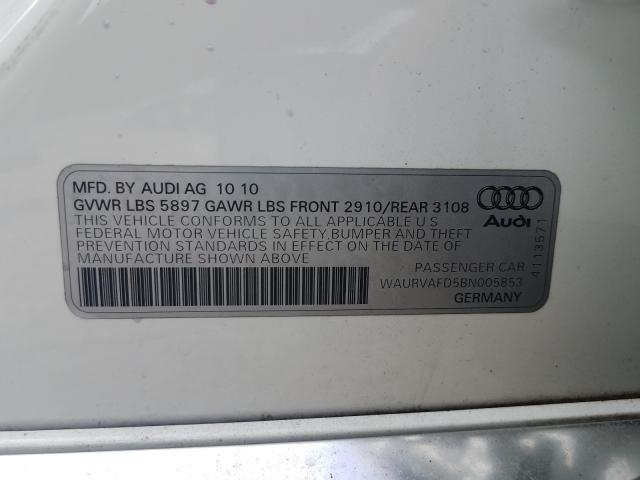 MFD. BY AUDI AG 10 10
GVWR LBS 5897 GAWR LBS FRONT 2910/REAR 3108
THIS VEHICLE CONFORMS TO ALL APPLICABLE U S
FEDERAL MOTOR VEHICLE SAFETY,BUMPER AND THEFT
PREVENTION STANDARDS IN EFFECT ON THE DATE OF
MANUFACTURE SHOWN ABOVE
PASSENGER CAR
WAURVAFD5BN005853
GERMANY
Audi
4113571